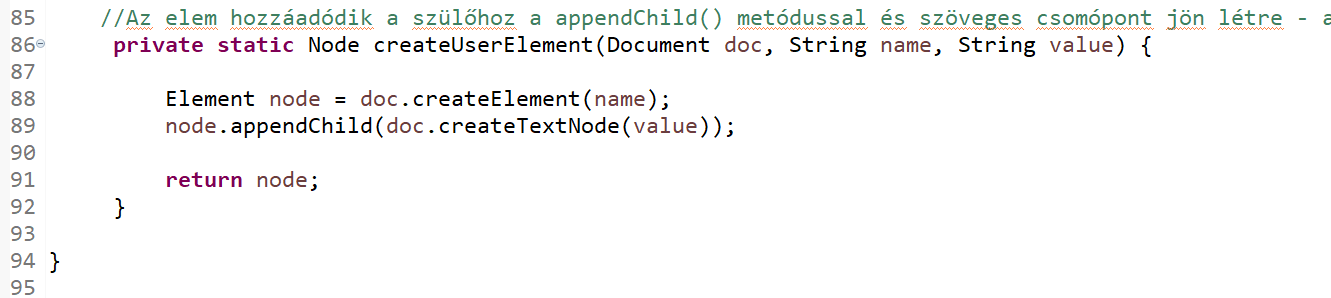 85 //Az elem hozzáadódik a szülőhoz a appendChild() metódussal és szöveges csomópont jön létre - a
86 private static Node createUserElement(Document doc, String name, String value) {
87
88 Element node = doc.createElement(name);
89 node.appendChild(doc.createTextNode(value));
90
91 return node;
92 }
93
94 }
95